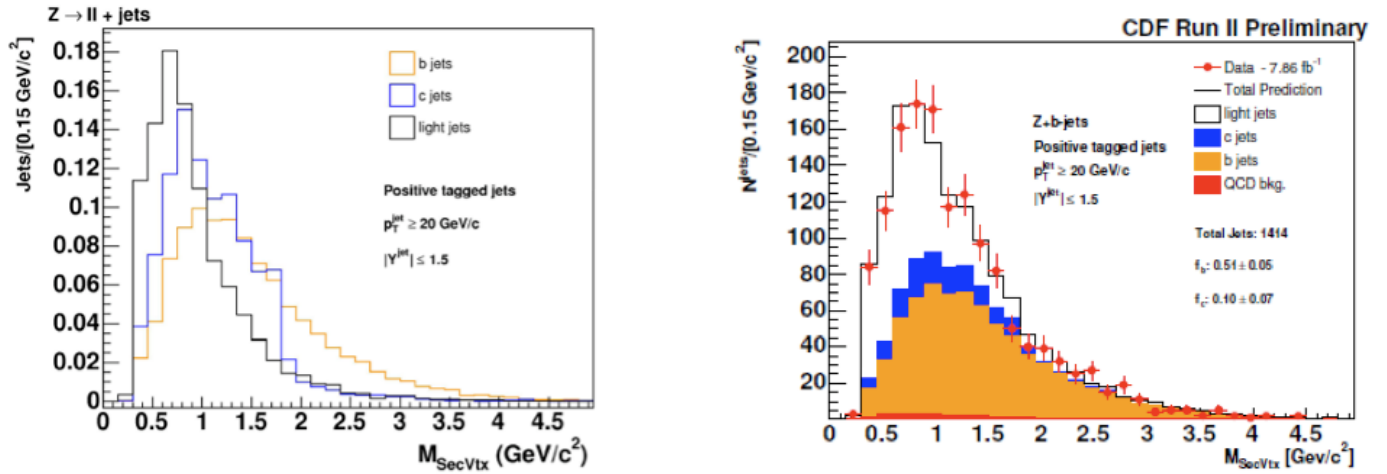 Z → ll + jets
Jets/[0.15 GeV/c²]
0.18
0.16
0.14
0.12
0.1
0.08
0.06
0.04
0.02
0
b jets
c jets
light jets
Positive tagged jets
p_T^jet ≥ 20 GeV/c
|Y^jet| ≤ 1.5
0 0.5 1 1.5 2 2.5 3 3.5 4 4.5
M_SecVtx (GeV/c²)
CDF Run II Preliminary
N^jets/[0.15 GeV/c²]
200
180
160
140
120
100
80
60
40
20
Data - 7.86 fb⁻¹
Total Prediction
light jets
c jets
b jets
QCD bkg.
Z+b-jets
Positive tagged jets
p_T^jet ≥ 20 GeV/c
|Y^jet| ≤ 1.5
Total Jets: 1414
f_b: 0.51 ± 0.05
f_c: 0.10 ± 0.07
0 0.5 1 1.5 2 2.5 3 3.5 4 4.5
M_SecVtx [Gev/c²]